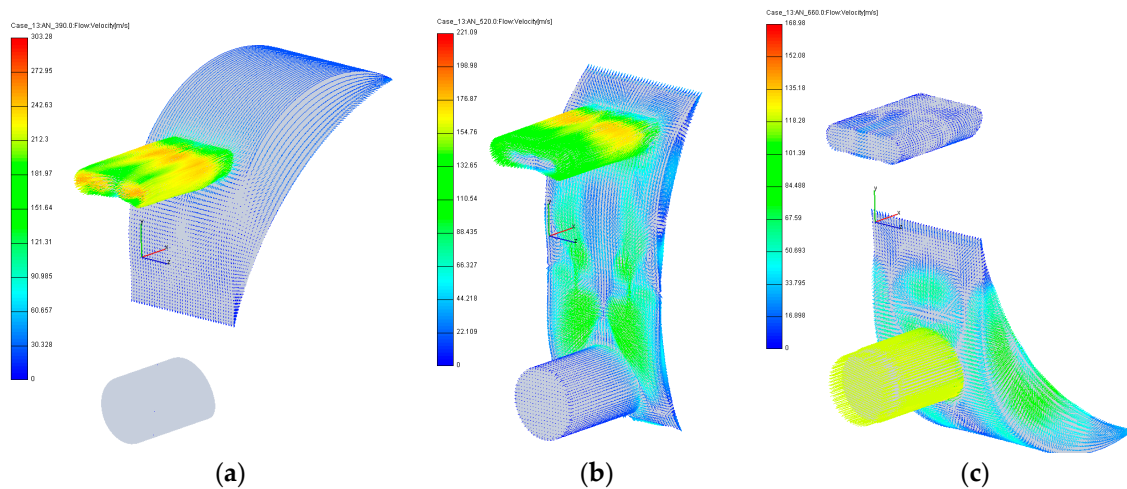 Case_13:AN_390.0:Flow:Velocity[m/s]
303.28
272.95
242.63
212.3
181.97
151.64
121.31
90.985
60.657
30.328
0
y
x
z
(a)
Case_13:AN_520.0:Flow:Velocity[m/s]
221.09
198.98
176.87
154.76
132.65
110.54
88.435
66.327
44.218
22.109
0
y
x
z
(b)
Case_13:AN_660.0:Flow:Velocity[m/s]
168.98
152.08
135.18
118.28
101.39
84.488
67.59
50.693
33.795
16.898
0
y
x
z
(c)